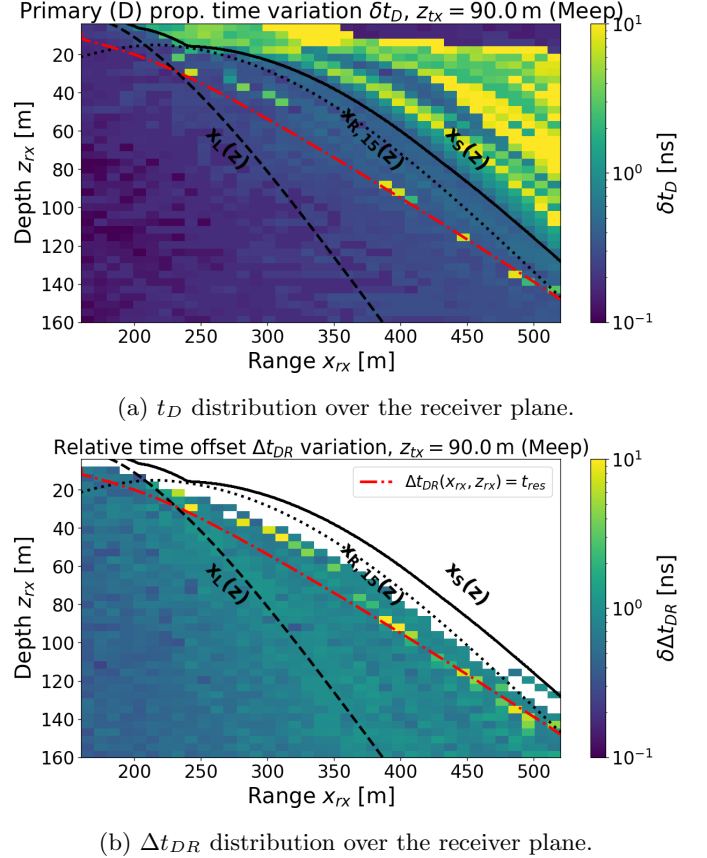 Primary (D) prop. time variation δt_D, z_tx = 90.0 m (Meep)
20
40
60
80
100
120
140
160
Depth z_rx [m]
x_L(z)
x_R,15(z)
x_S(z)
200
250
300
350
400
450
500
Range x_rx [m]
10^1
10^0
10^−1
δt_D [ns]
(a) t_D distribution over the receiver plane.
Relative time offset Δt_DR variation, z_tx = 90.0 m (Meep)
Δt_DR(x_rx, z_rx) = t_res
20
40
60
80
100
120
140
160
Depth z_rx [m]
x_L(z)
x_R,15(z)
x_S(z)
200
250
300
350
400
450
500
Range x_rx [m]
10^1
10^0
10^−1
δΔt_DR [ns]
(b) Δt_DR distribution over the receiver plane.